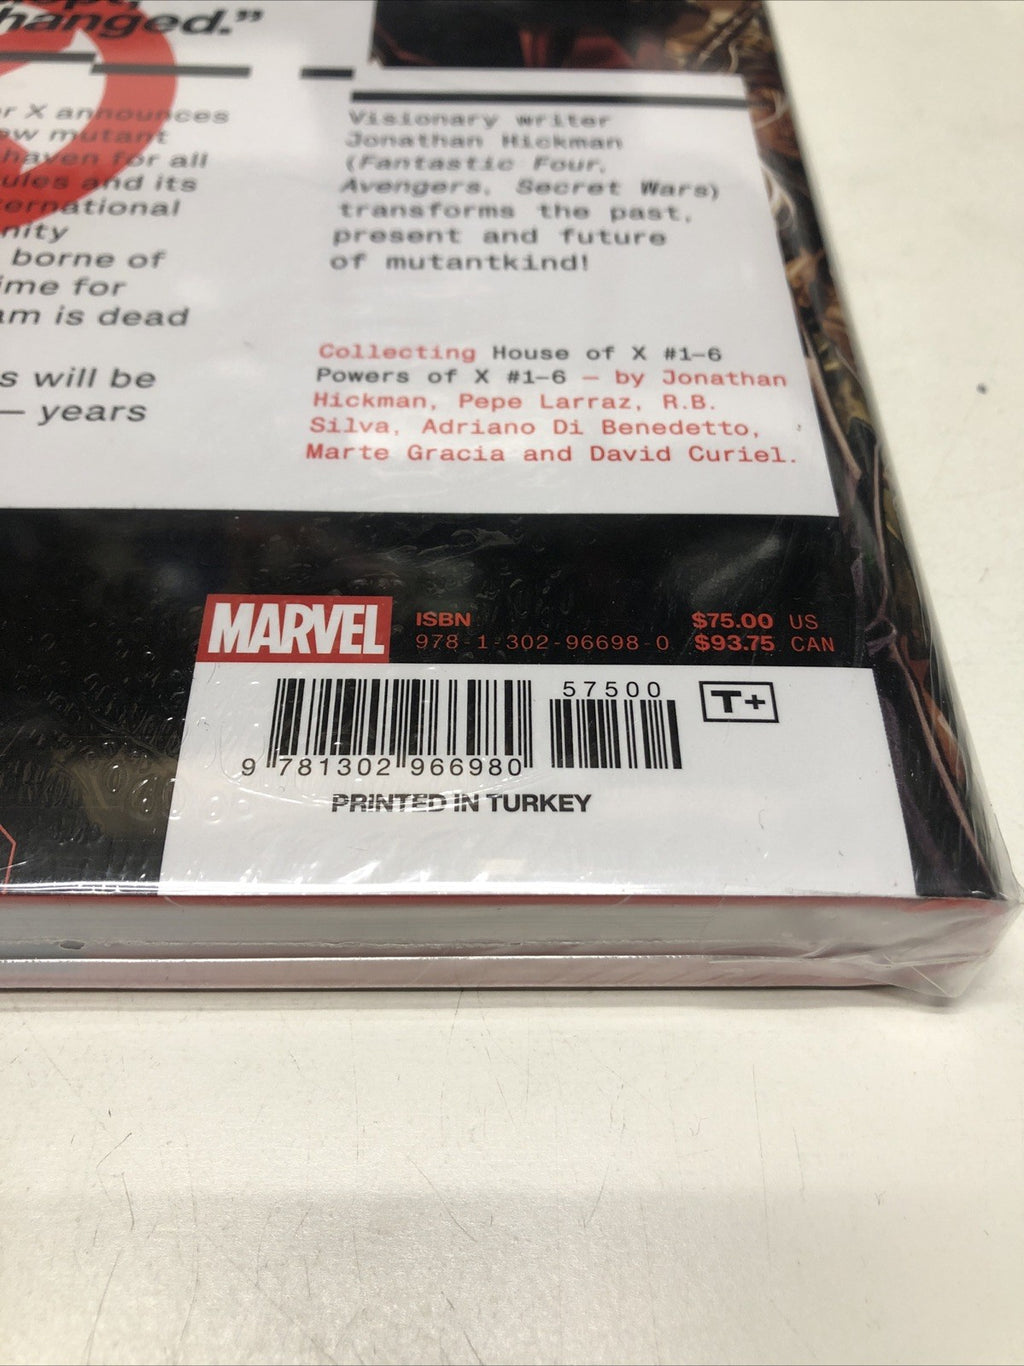 hanged.”
r X announces
ew mutant
haven for all
ules and its
ternational
nity
borne of
ime for
am is dead
s will be
— years
Visionary writer
Jonathan Hickman
(Fantastic Four,
Avengers, Secret Wars)
transforms the past,
present and future
of mutantkind!
Collecting House of X #1–6
Powers of X #1–6 — by Jonathan
Hickman, Pepe Larraz, R.B.
Silva, Adriano Di Benedetto,
Marte Gracia and David Curiel.
MARVEL
ISBN
978-1-302-96698-0
$75.00 US
$93.75 CAN
57500
T+
9 781302 966980
PRINTED IN TURKEY